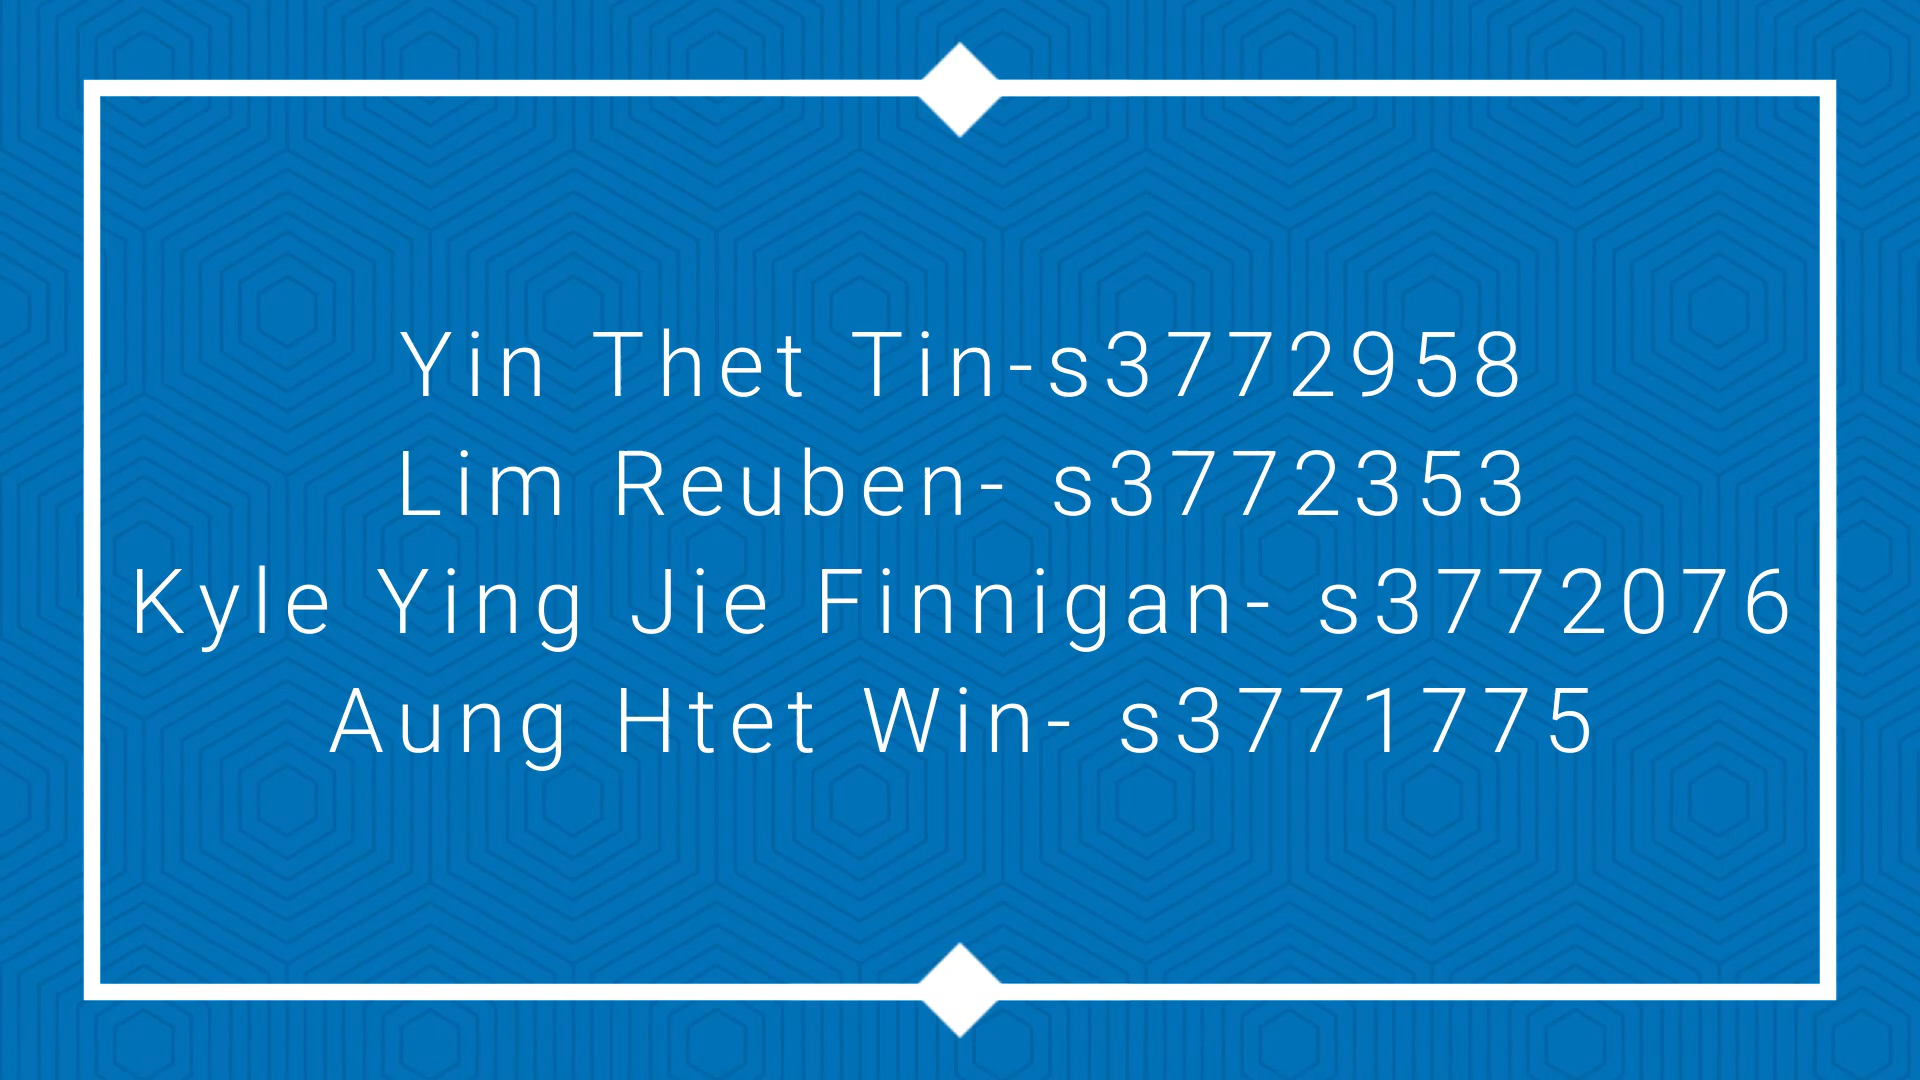 Yin Thet Tin-s3772958
Lim Reuben- s3772353
Kyle Ying Jie Finnigan- s3772076
Aung Htet Win- s3771775